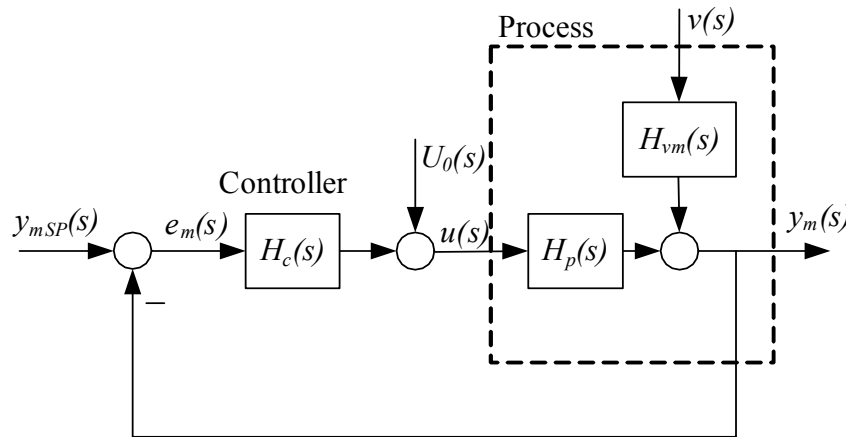 Process
v(s)
H_vm(s)
U_0(s)
Controller
y_mSP(s)
e_m(s)
H_c(s)
u(s)
H_p(s)
y_m(s)
–